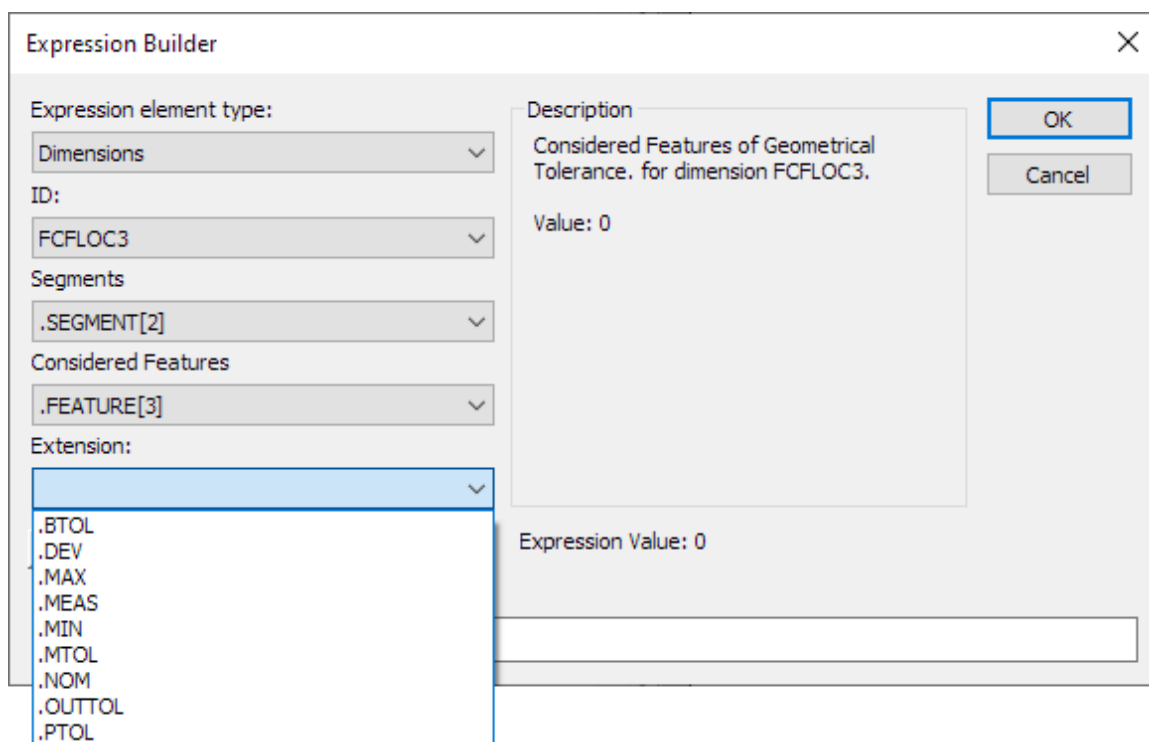 Expression Builder
Expression element type:
Dimensions
ID:
FCFLOC3
Segments
.SEGMENT[2]
Considered Features
.FEATURE[3]
Extension:
.BTOL
.DEV
.MAX
.MEAS
.MIN
.MTOL
.NOM
.OUTTOL
.PTOL
Description
Considered Features of Geometrical
Tolerance. for dimension FCFLOC3.
Value: 0
Expression Value: 0
OK
Cancel